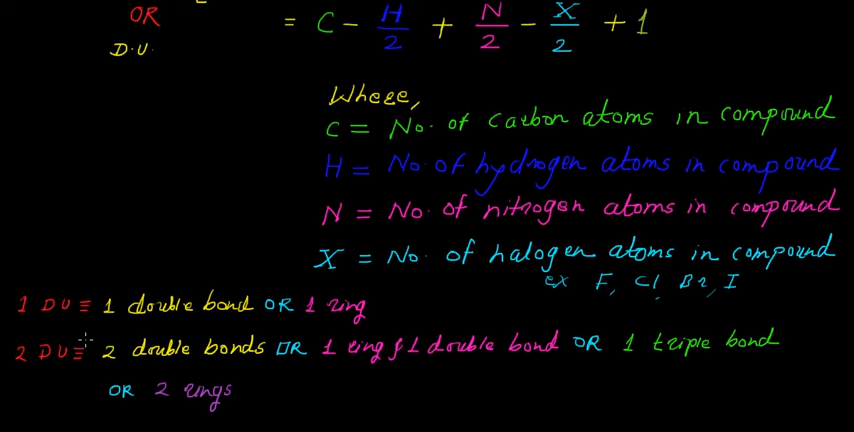 OR = C - H/2 + N/2 - X/2 + 1
D.U.
Where,
C = No. of carbon atoms in compound
H = No. of hydrogen atoms in compound
N = No. of nitrogen atoms in compound
X = No. of halogen atoms in compound
ex F, Cl, Br, I
1 DU ≡ 1 double bond OR 1 ring
2 DU ≡ 2 double bonds OR 1 ring & 1 double bond OR 1 triple bond
OR 2 rings